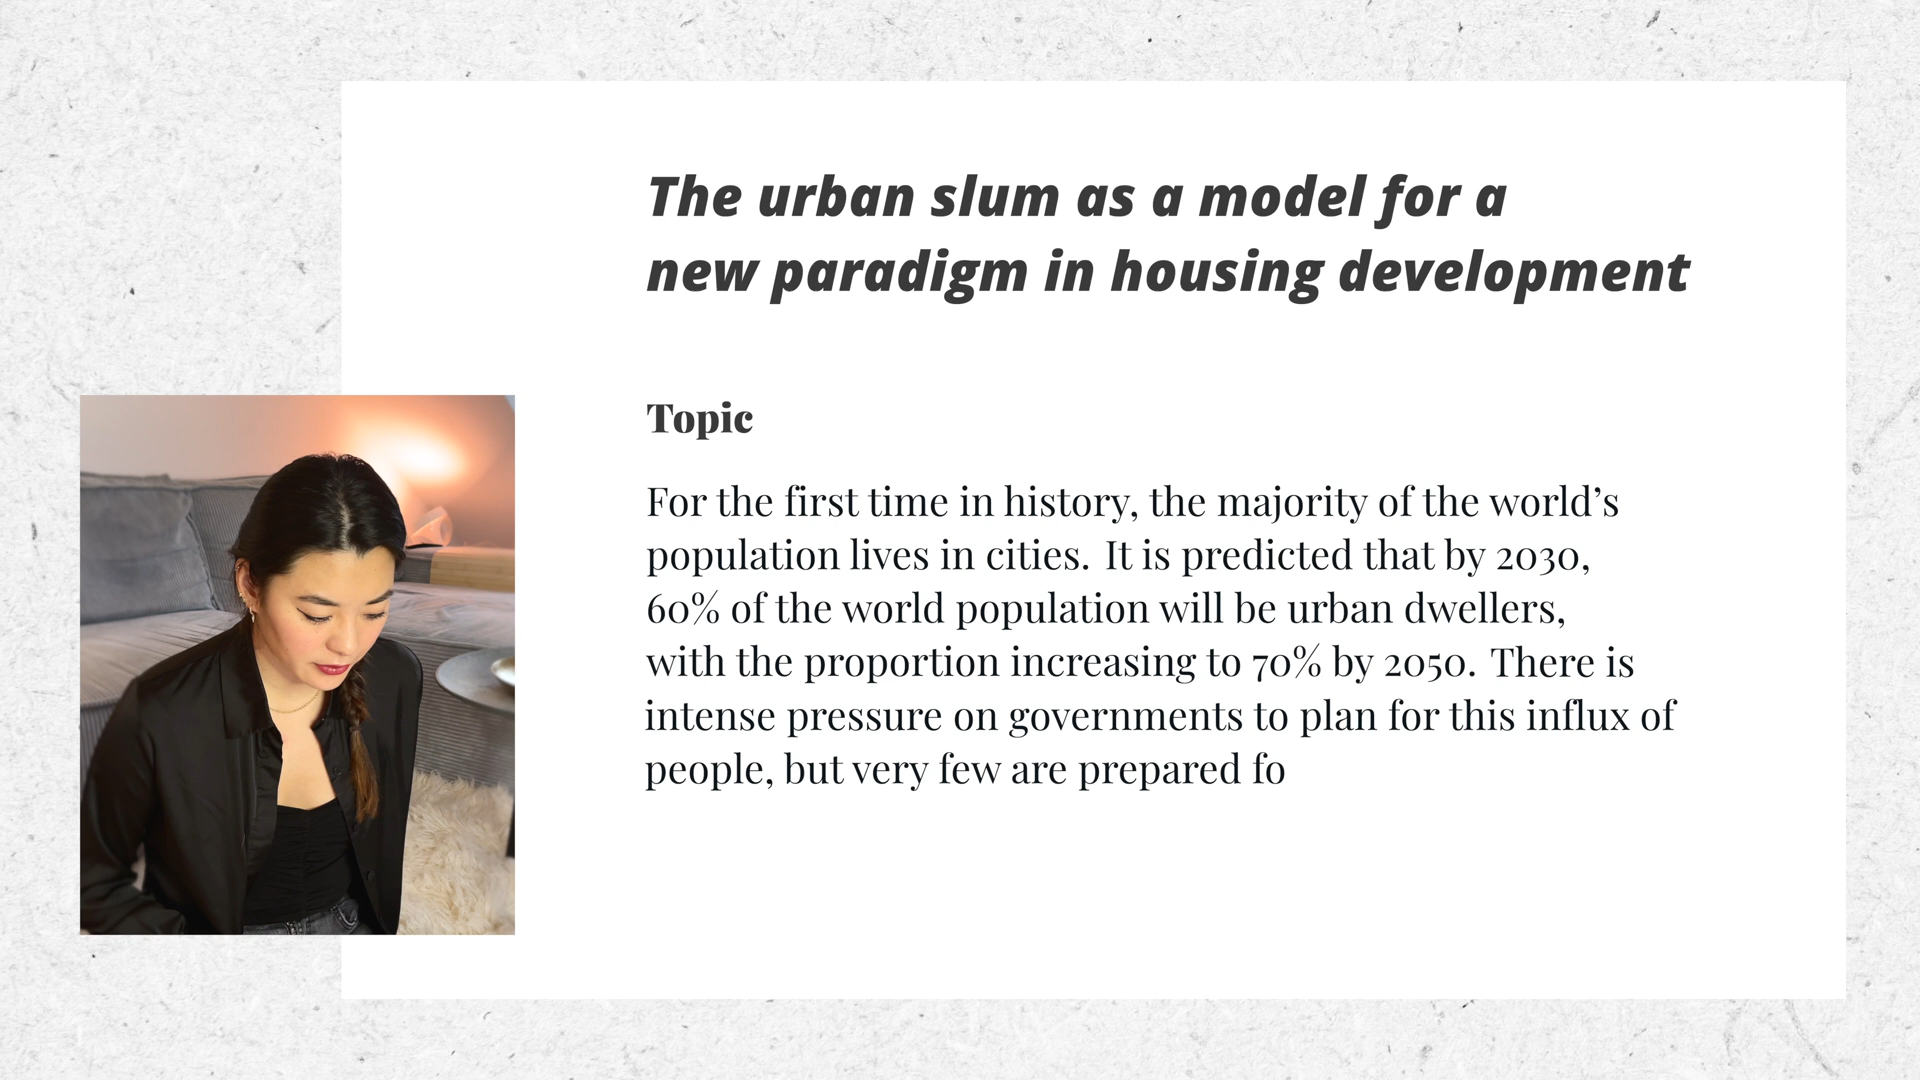 The urban slum as a model for a
new paradigm in housing development
Topic
For the first time in history, the majority of the world’s
population lives in cities. It is predicted that by 2030,
60% of the world population will be urban dwellers,
with the proportion increasing to 70% by 2050. There is
intense pressure on governments to plan for this influx of
people, but very few are prepared fo